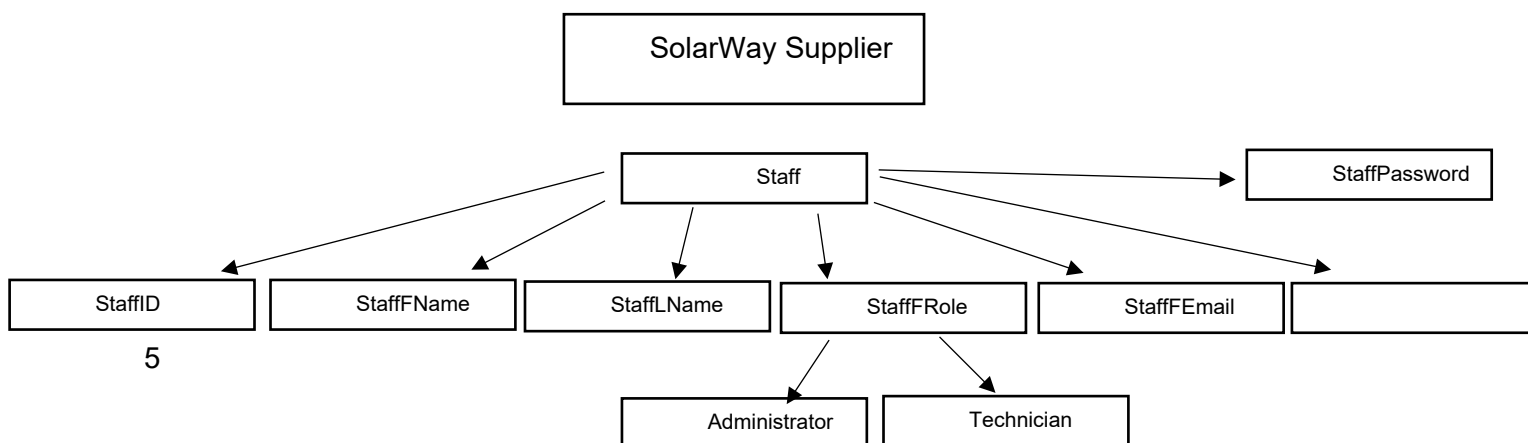 SolarWay Supplier
Staff
StaffPassword
StaffID
StaffFName
StaffLName
StaffFRole
StaffFEmail
5
Administrator
Technician